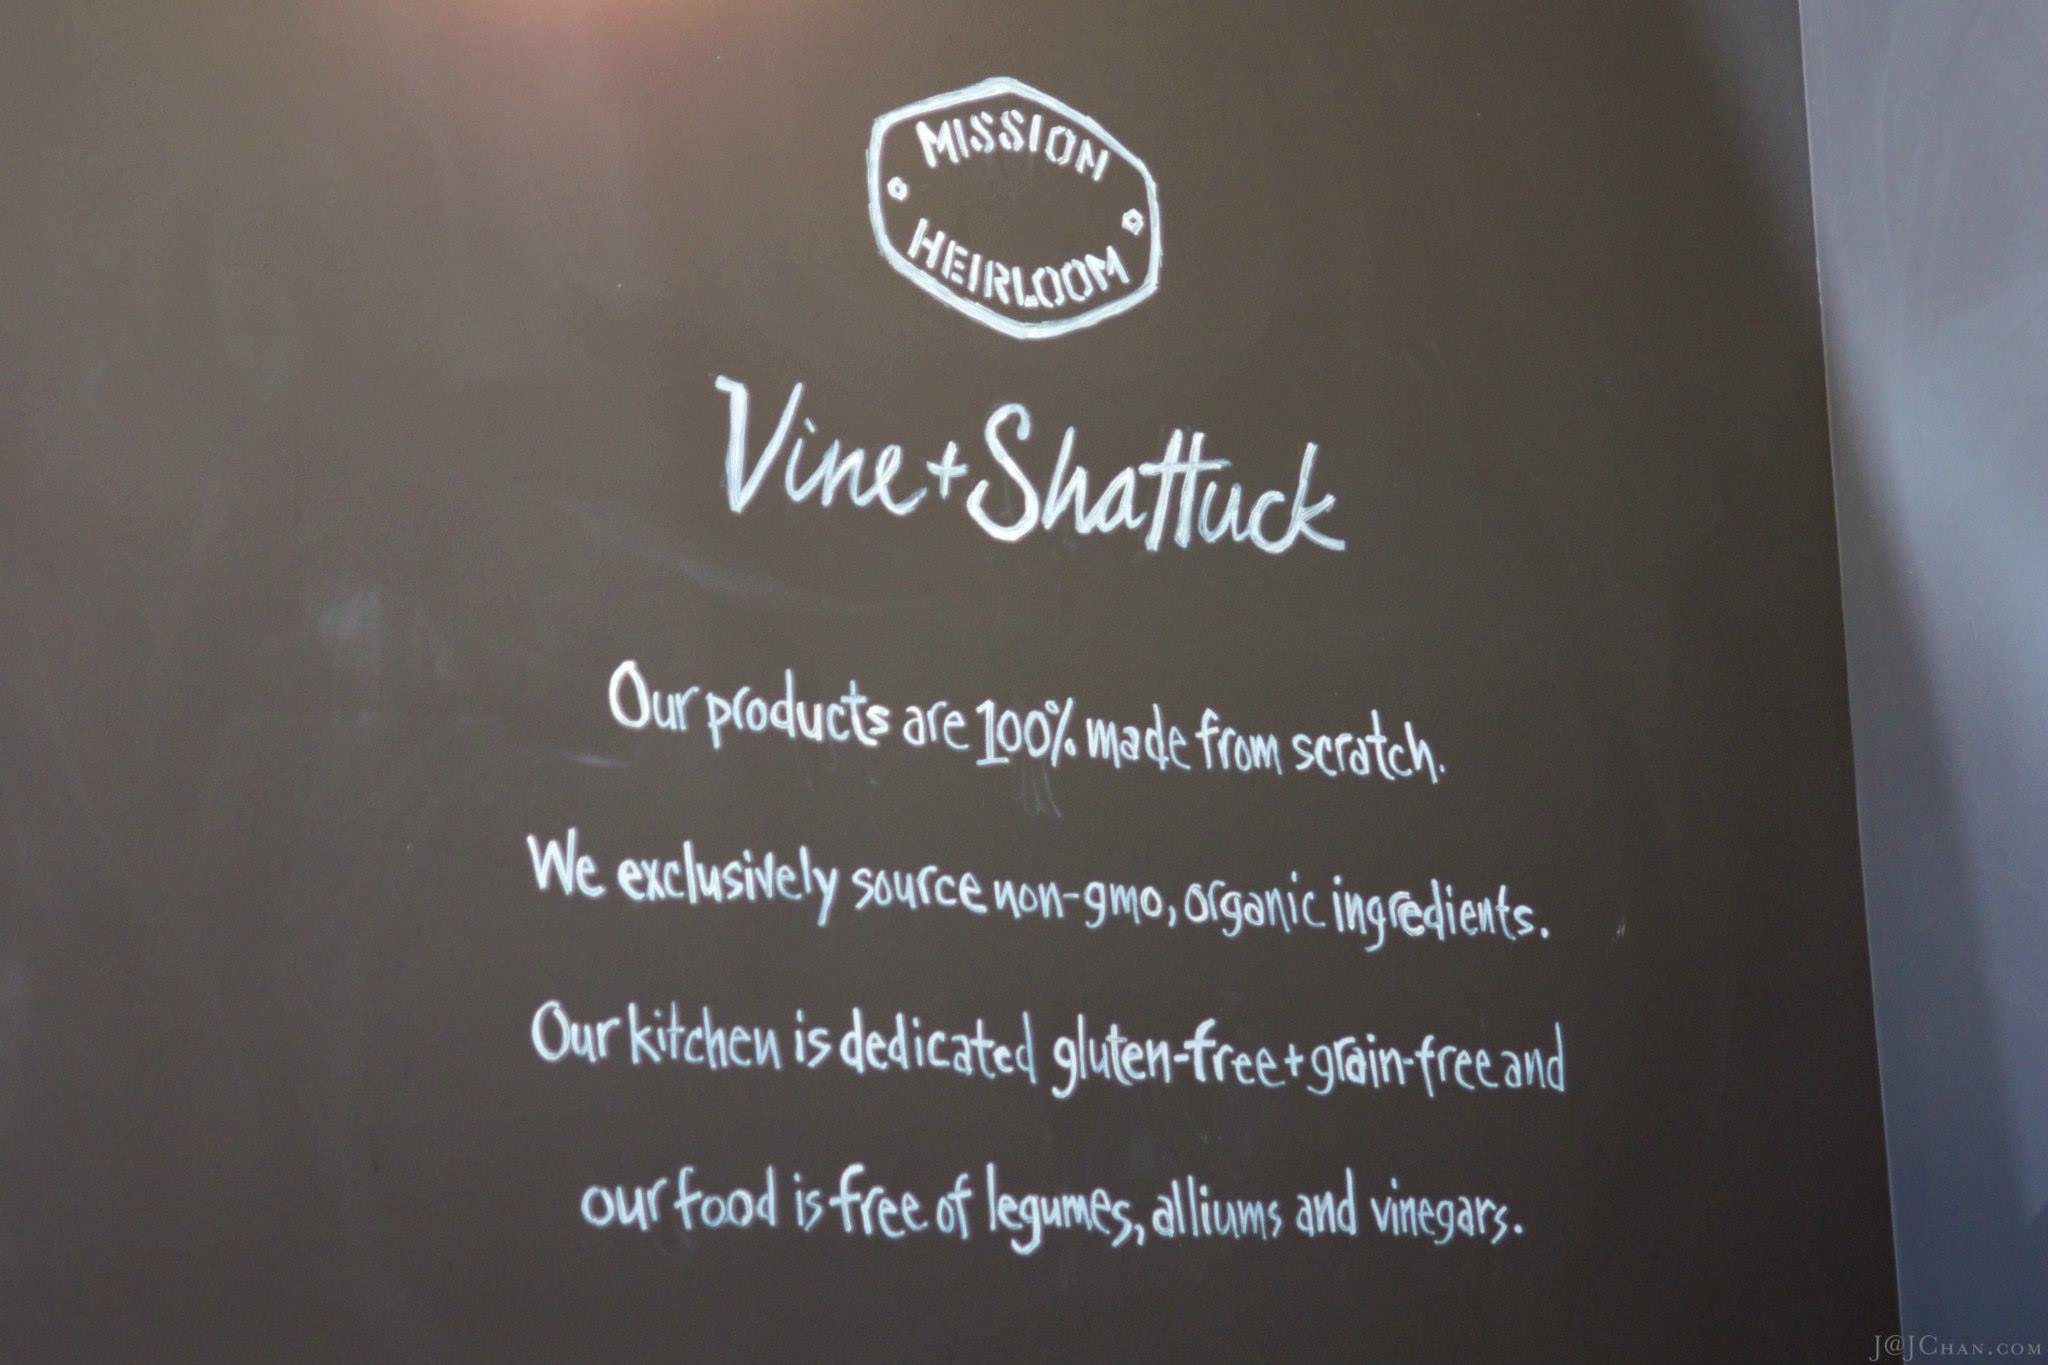 MISSION
HEIRLOOM
Vine + Shattuck
Our products are 100% made from scratch.
We exclusively source non-gmo, organic ingredients.
Our kitchen is dedicated gluten-free + grain-free and
our food is free of legumes, alliums and vinegars.
J@JCHAN.COM